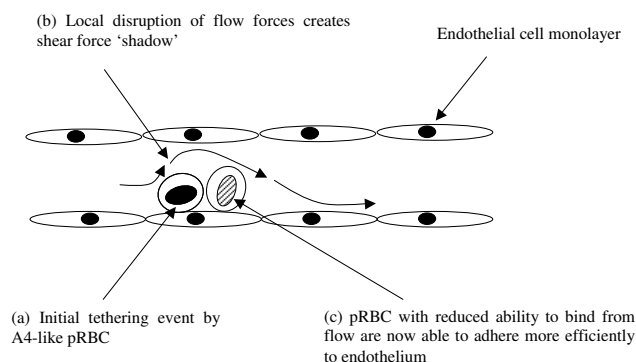 (b) Local disruption of flow forces creates
shear force ‘shadow’
Endothelial cell monolayer
(a) Initial tethering event by
A4-like pRBC
(c) pRBC with reduced ability to bind from
flow are now able to adhere more efficiently
to endothelium